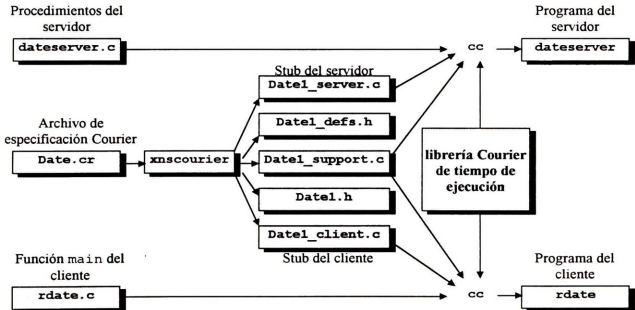 Procedimientos del
servidor
dateserver.c
cc
Programa del
servidor
dateserver
Stub del servidor
Date1_server.c
Date1_defs.h
Archivo de
especificación Courier
Date.cr
xnscourier
Date1_support.c
Date1.h
Date1_client.c
Stub del cliente
librería Courier
de tiempo de
ejecución
Función main del
cliente
rdate.c
cc
Programa del
cliente
rdate